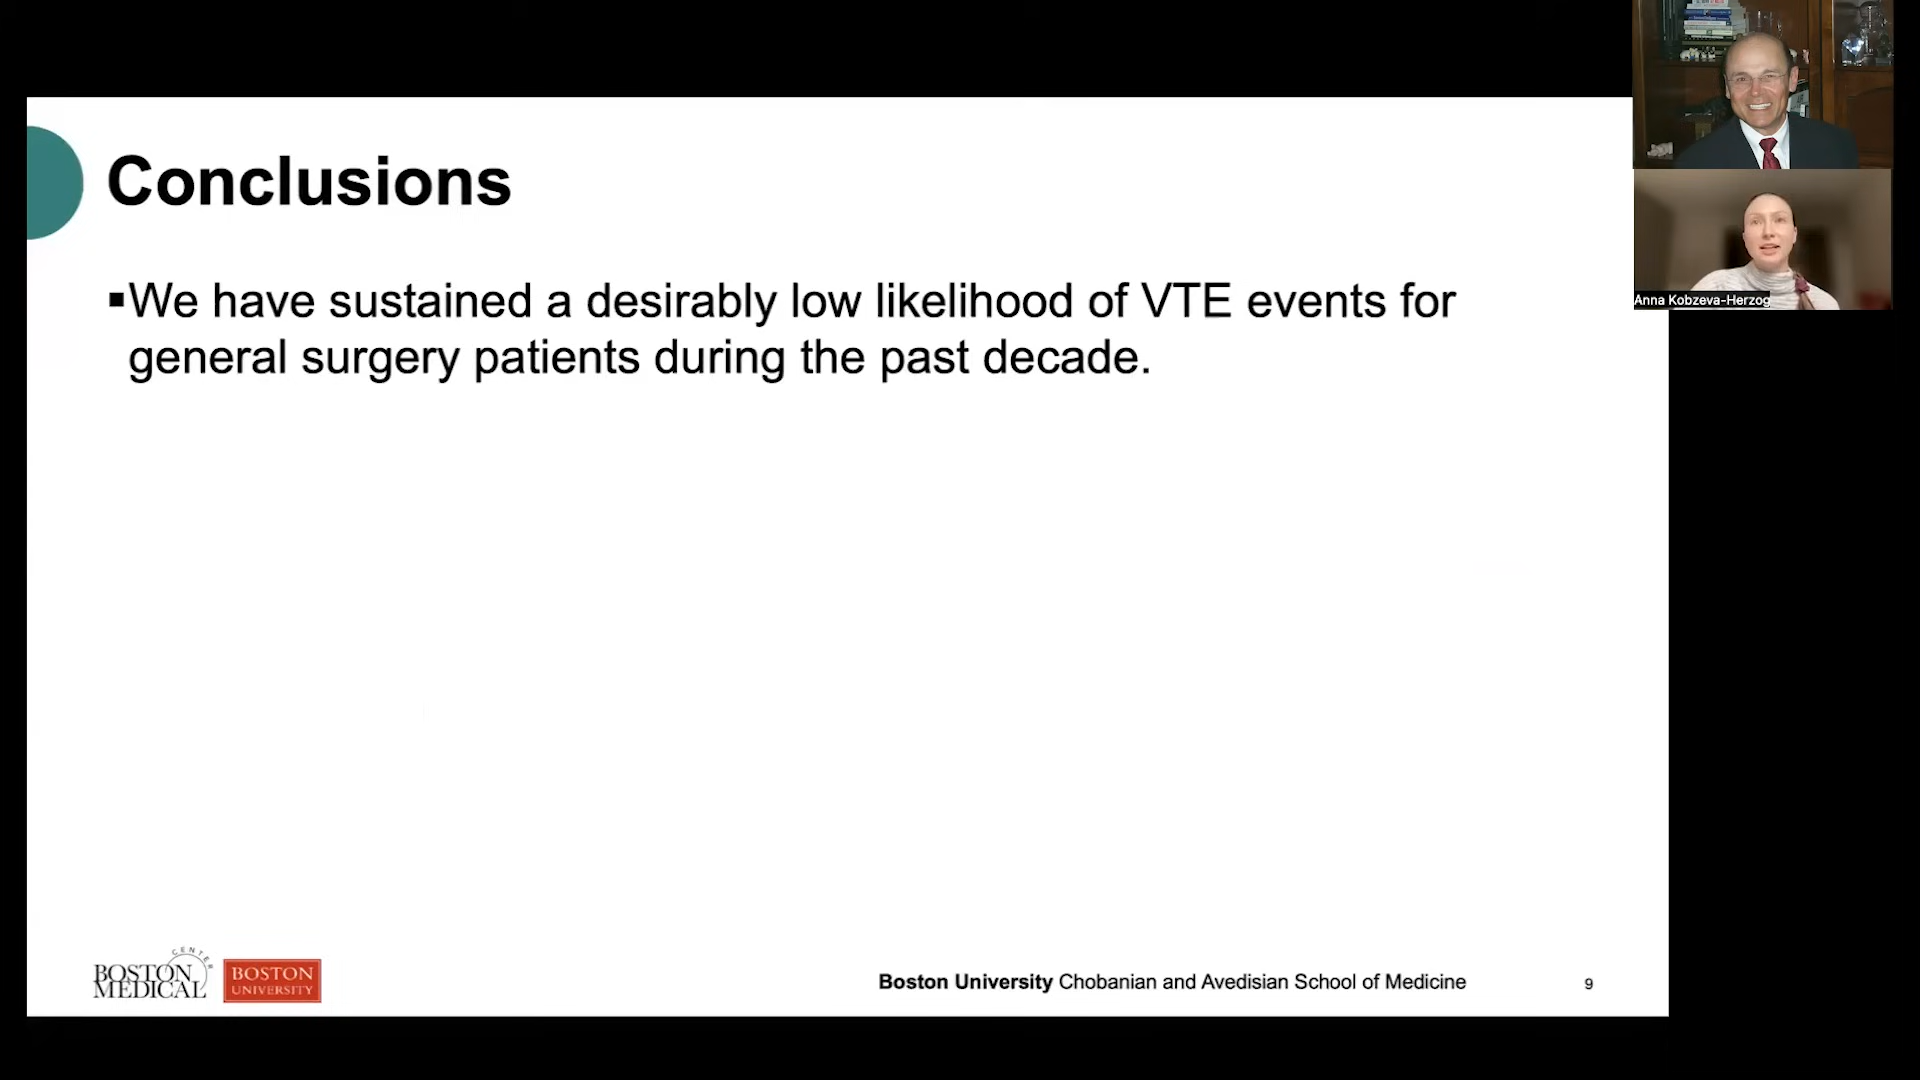 Conclusions
▪We have sustained a desirably low likelihood of VTE events for
general surgery patients during the past decade.
Anna Kobzeva-Herzog
CENTER
BOSTON
MEDICAL
BOSTON
UNIVERSITY
Boston University Chobanian and Avedisian School of Medicine
9